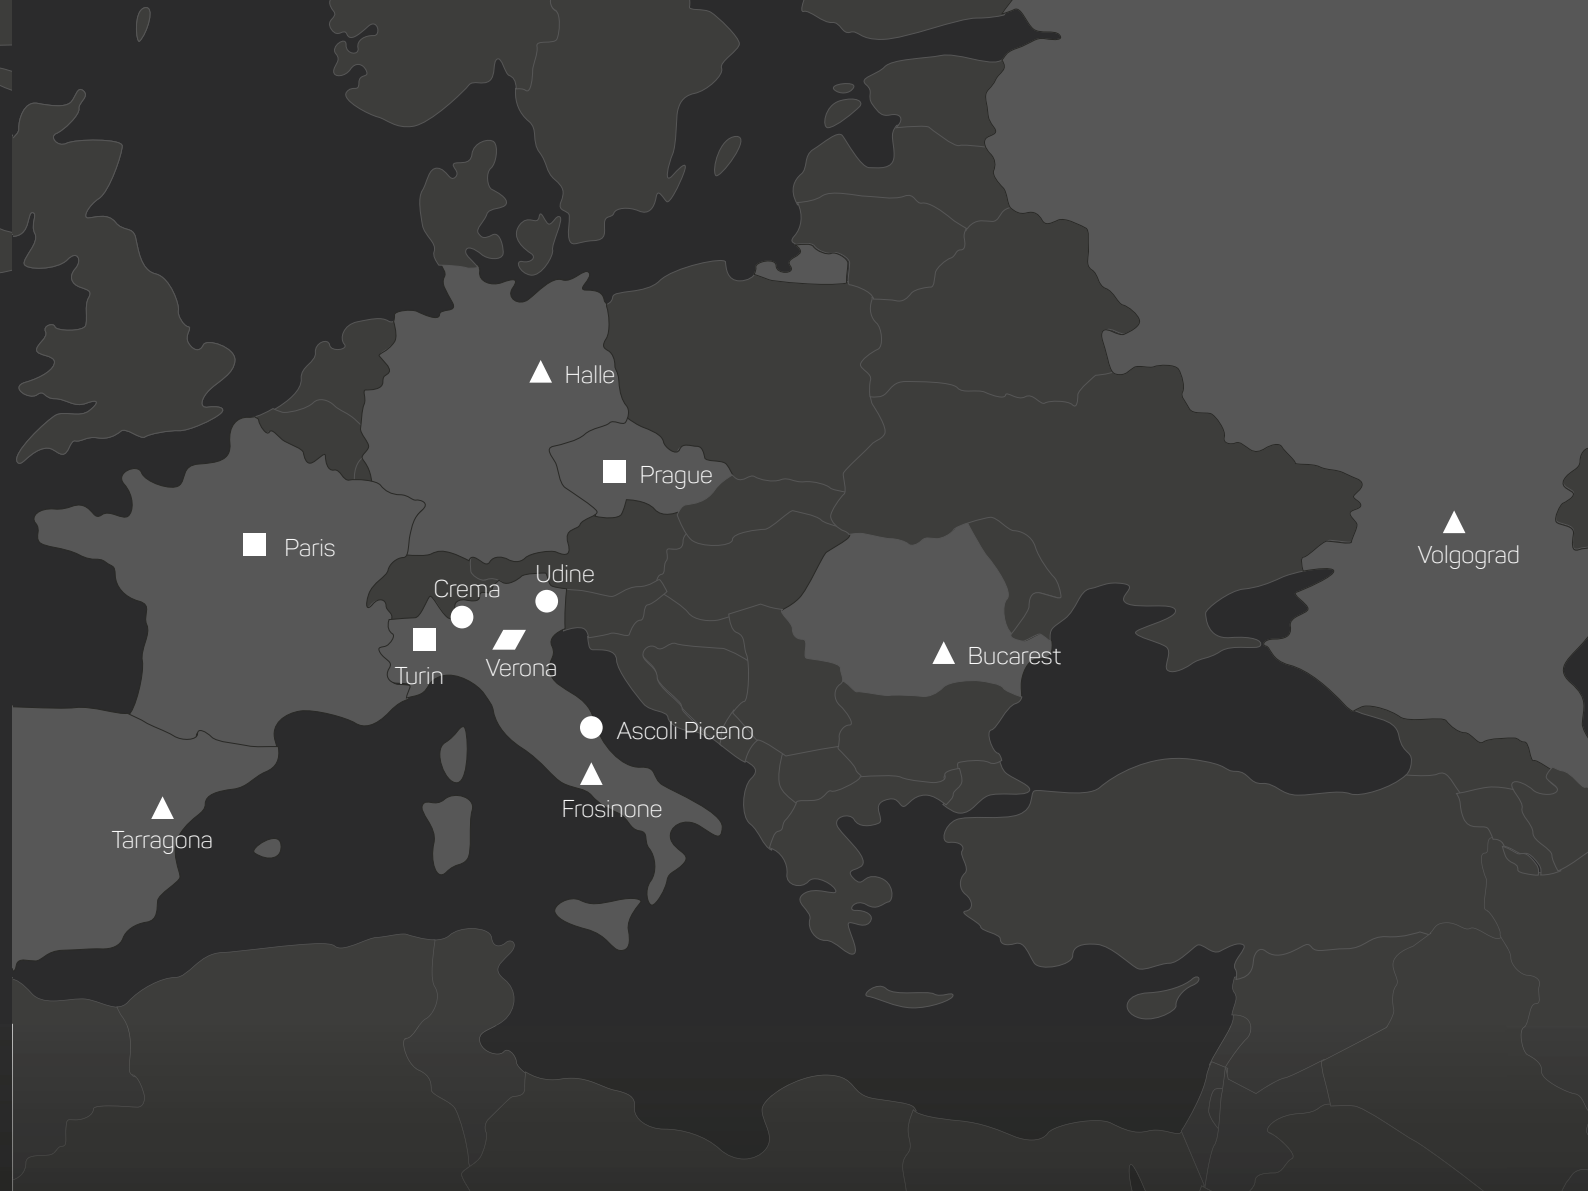 Halle
Prague
Paris
Volgograd
Udine
Crema
Bucarest
Verona
Turin
Ascoli Piceno
Frosinone
Tarragona